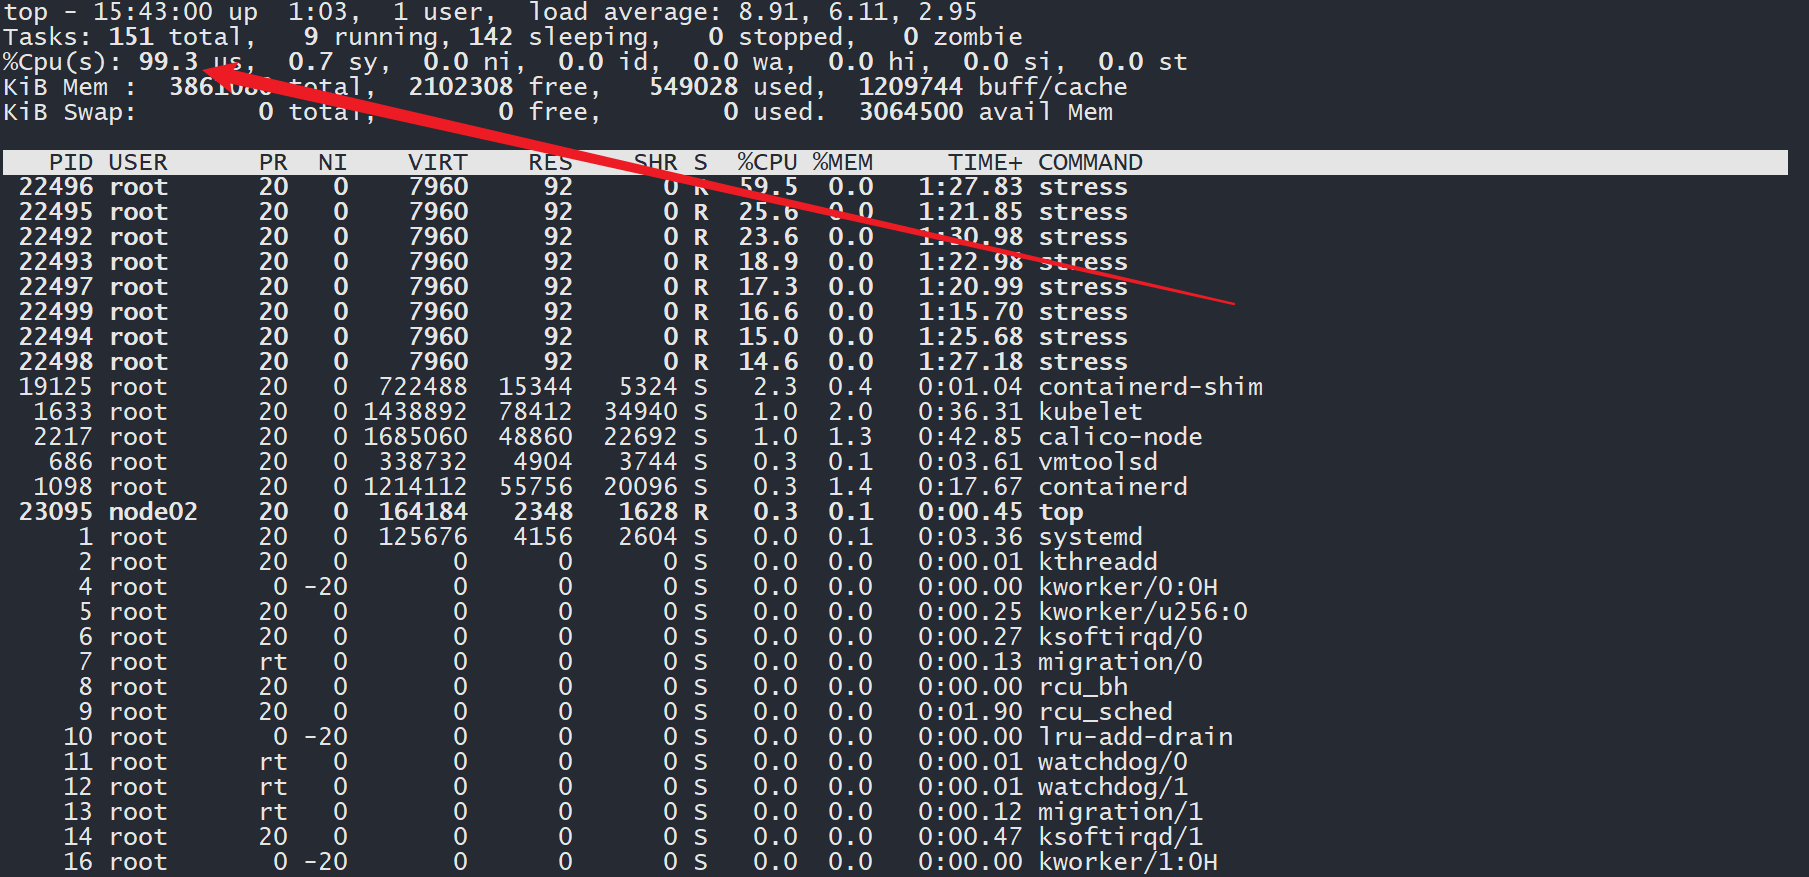 top - 15:43:00 up  1:03,  1 user,  load average: 8.91, 6.11, 2.95
Tasks: 151 total,   9 running, 142 sleeping,   0 stopped,   0 zombie
%Cpu(s): 99.3 us,  0.7 sy,  0.0 ni,  0.0 id,  0.0 wa,  0.0 hi,  0.0 si,  0.0 st
KiB Mem :  3861080 total,  2102308 free,   549028 used,  1209744 buff/cache
KiB Swap:        0 total,        0 free,        0 used.  3064500 avail Mem
PID USER      PR  NI    VIRT    RES    SHR S  %CPU %MEM     TIME+ COMMAND
22496 root      20   0    7960     92      0 R  59.5  0.0   1:27.83 stress
22495 root      20   0    7960     92      0 R  25.6  0.0   1:21.85 stress
22492 root      20   0    7960     92      0 R  23.6  0.0   1:30.98 stress
22493 root      20   0    7960     92      0 R  18.9  0.0   1:22.98 stress
22497 root      20   0    7960     92      0 R  17.3  0.0   1:20.99 stress
22499 root      20   0    7960     92      0 R  16.6  0.0   1:15.70 stress
22494 root      20   0    7960     92      0 R  15.0  0.0   1:25.68 stress
22498 root      20   0    7960     92      0 R  14.6  0.0   1:27.18 stress
19125 root      20   0  722488  15344   5324 S   2.3  0.4   0:01.04 containerd-shim
1633 root      20   0 1438892  78412  34940 S   1.0  2.0   0:36.31 kubelet
2217 root      20   0 1685060  48860  22692 S   1.0  1.3   0:42.85 calico-node
686 root      20   0  338732   4904   3744 S   0.3  0.1   0:03.61 vmtoolsd
1098 root      20   0 1214112  55756  20096 S   0.3  1.4   0:17.67 containerd
23095 node02    20   0  164184   2348   1628 R   0.3  0.1   0:00.45 top
1 root      20   0  125676   4156   2604 S   0.0  0.1   0:03.36 systemd
2 root      20   0       0      0      0 S   0.0  0.0   0:00.01 kthreadd
4 root       0 -20       0      0      0 S   0.0  0.0   0:00.00 kworker/0:0H
5 root      20   0       0      0      0 S   0.0  0.0   0:00.25 kworker/u256:0
6 root      20   0       0      0      0 S   0.0  0.0   0:00.27 ksoftirqd/0
7 root      rt   0       0      0      0 S   0.0  0.0   0:00.13 migration/0
8 root      20   0       0      0      0 S   0.0  0.0   0:00.00 rcu_bh
9 root      20   0       0      0      0 S   0.0  0.0   0:01.90 rcu_sched
10 root       0 -20       0      0      0 S   0.0  0.0   0:00.00 lru-add-drain
11 root      rt   0       0      0      0 S   0.0  0.0   0:00.01 watchdog/0
12 root      rt   0       0      0      0 S   0.0  0.0   0:00.01 watchdog/1
13 root      rt   0       0      0      0 S   0.0  0.0   0:00.12 migration/1
14 root      20   0       0      0      0 S   0.0  0.0   0:00.47 ksoftirqd/1
16 root       0 -20       0      0      0 S   0.0  0.0   0:00.00 kworker/1:0H